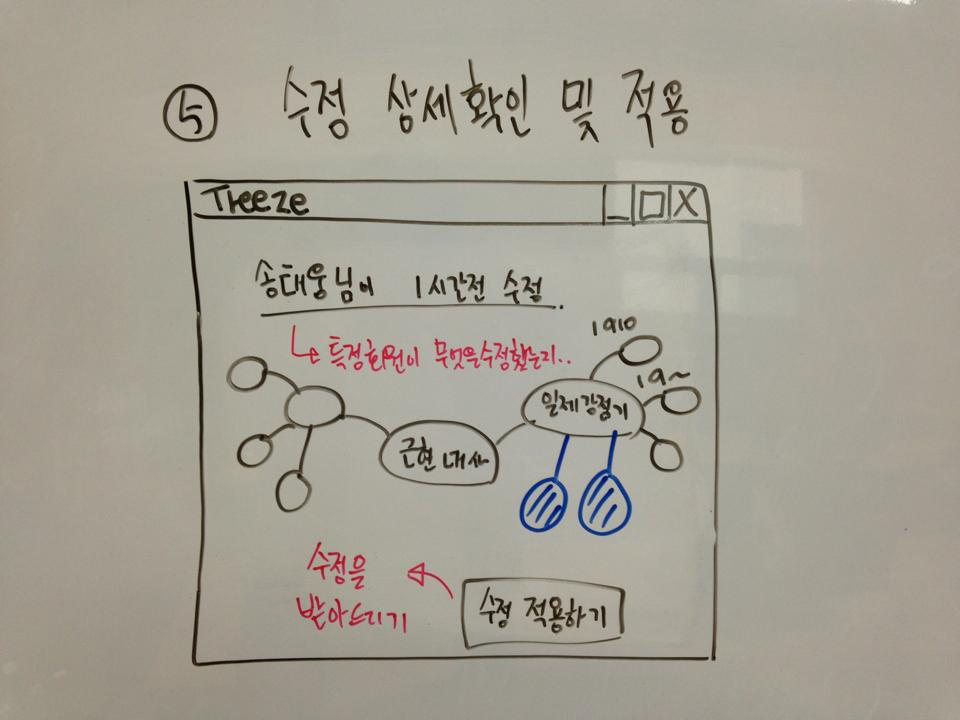 ⑤ 수정 상세확인 및 적용
Treeze
_ □ X
송태웅님이 1시간전 수정
↳ 특정회원이 무엇을수정했는지..
1910
19~
일제강점기
근현대사
수정을
받아드리기
수정 적용하기